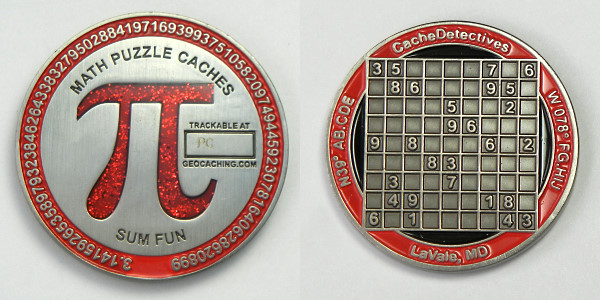 3.14159265358979323846264338327950288419716939937510582097494459230781640628620899
MATH PUZZLE CACHES
TRACKABLE AT
PG
GEOCACHING.COM
SUM FUN
CacheDetectives
N39° AB.CDE
W 078° FG.HIJ
3 5 7 6
8 6 9 5
5 2
9 6
9 8 6 2
8 3
3 7
4 9 1 8
6 1 4 3
LaVale, MD